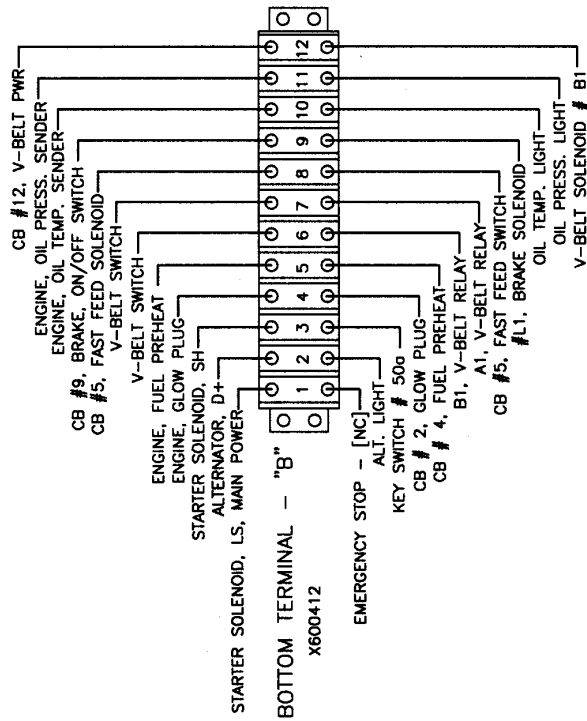 CB #12, V-BELT PWR
ENGINE, OIL PRESS. SENDER
ENGINE, OIL TEMP. SENDER
CB #9, BRAKE, ON/OFF SWITCH
CB #5, FAST FEED SOLENOID
V-BELT SWITCH
V-BELT SWITCH
ENGINE, FUEL PREHEAT
ENGINE, GLOW PLUG
STARTER SOLENOID, SH
ALTERNATOR, D+
STARTER SOLENOID, LS, MAIN POWER
12
11
10
9
8
7
6
5
4
3
2
1
BOTTOM TERMINAL - "B"
X600412
EMERGENCY STOP - [NC]
ALT. LIGHT
KEY SWITCH # 50a
CB # 2, GLOW PLUG
CB # 4, FUEL PREHEAT
B1, V-BELT RELAY
A1, V-BELT RELAY
CB #5, FAST FEED SWITCH
#L1, BRAKE SOLENOID
OIL TEMP. LIGHT
OIL PRESS. LIGHT
V-BELT SOLENOID # B1